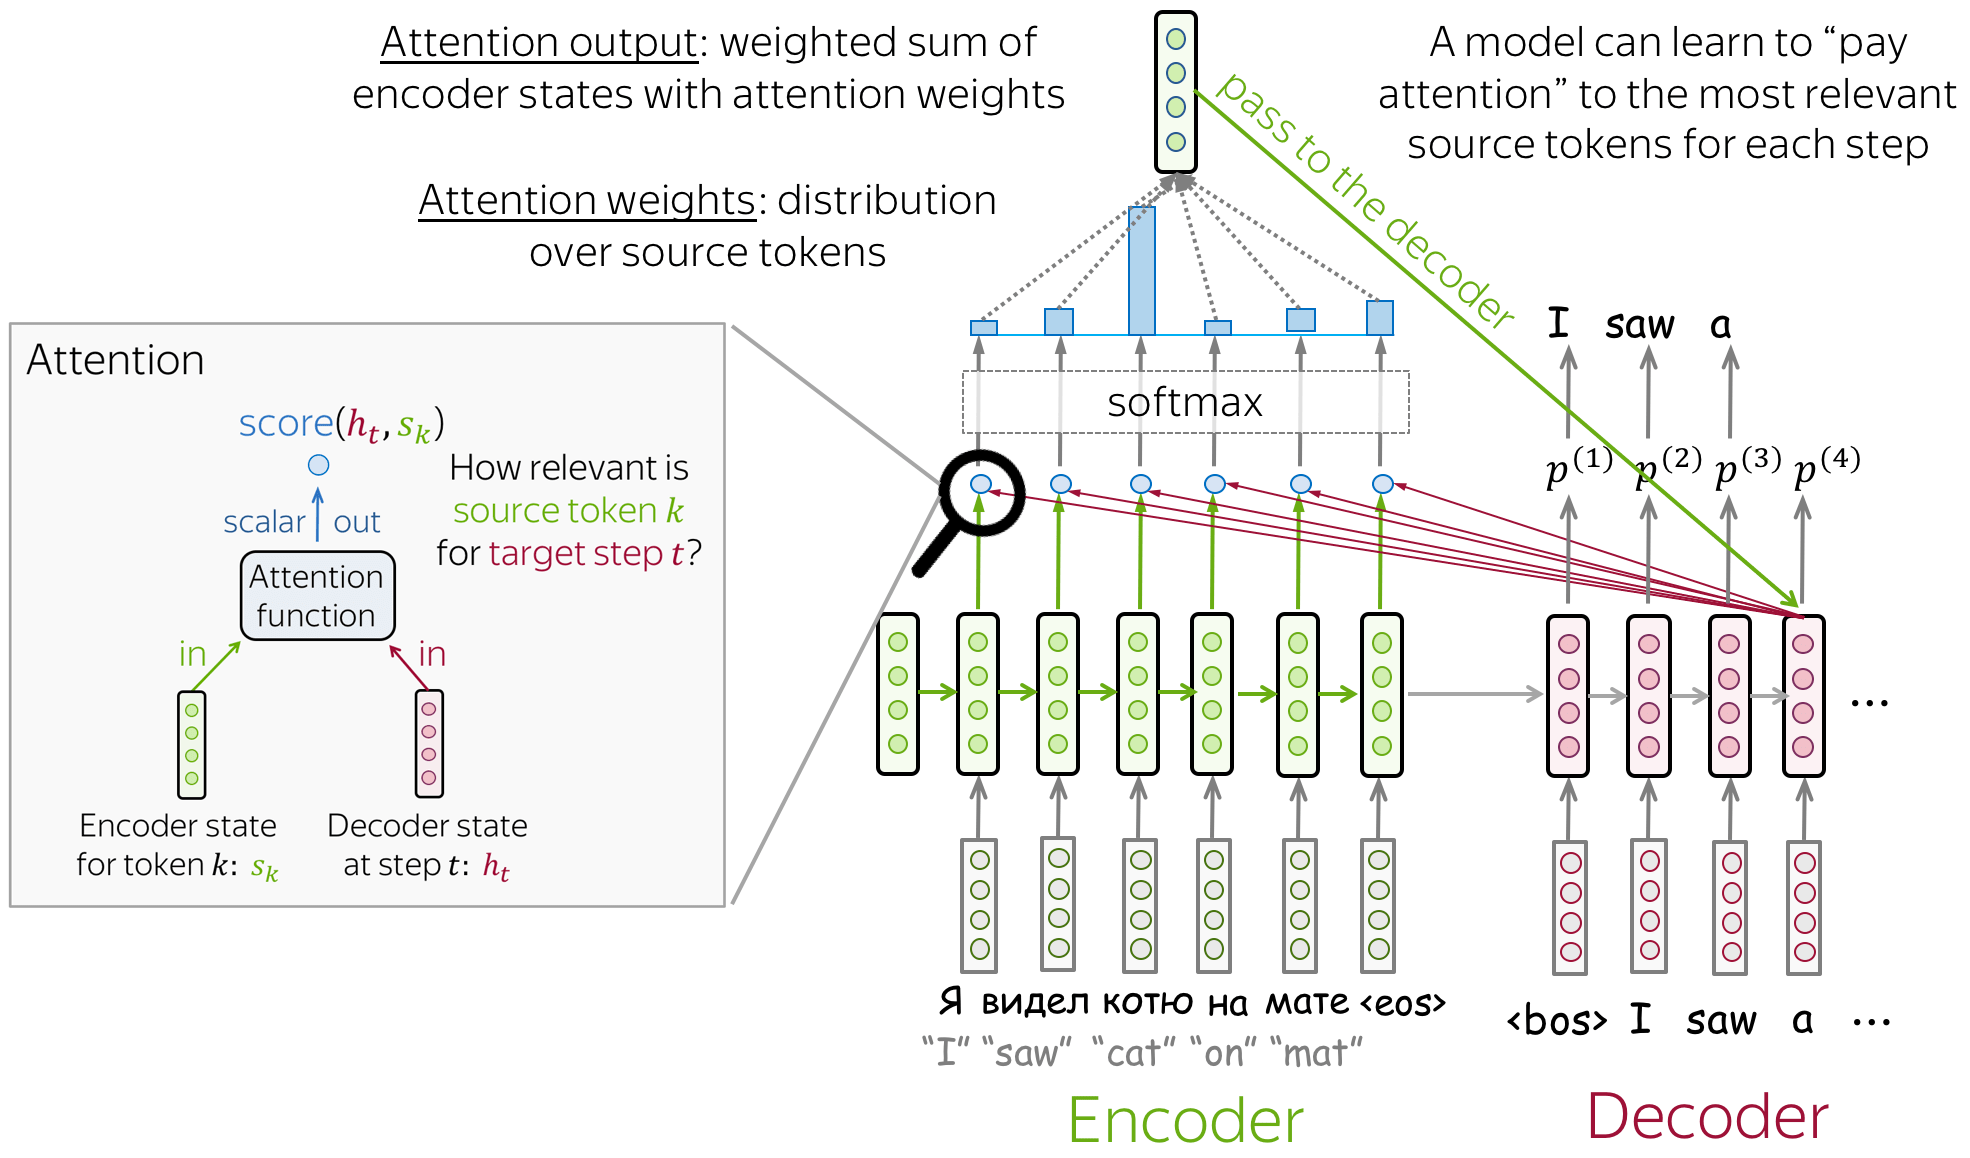 Attention output: weighted sum of
encoder states with attention weights
A model can learn to “pay
attention” to the most relevant
source tokens for each step
pass to the decoder
Attention weights: distribution
over source tokens
Attention
score(hₜ, sₖ)
How relevant is
source token k
for target step t?
scalar out
Attention
function
in in
Encoder state
for token k: sₖ
Decoder state
at step t: hₜ
softmax
I saw a
p⁽¹⁾ p⁽²⁾ p⁽³⁾ p⁽⁴⁾
...
Я видел котю на мате <eos>
“I” “saw” “cat” “on” “mat”
<bos> I saw a ...
Encoder
Decoder